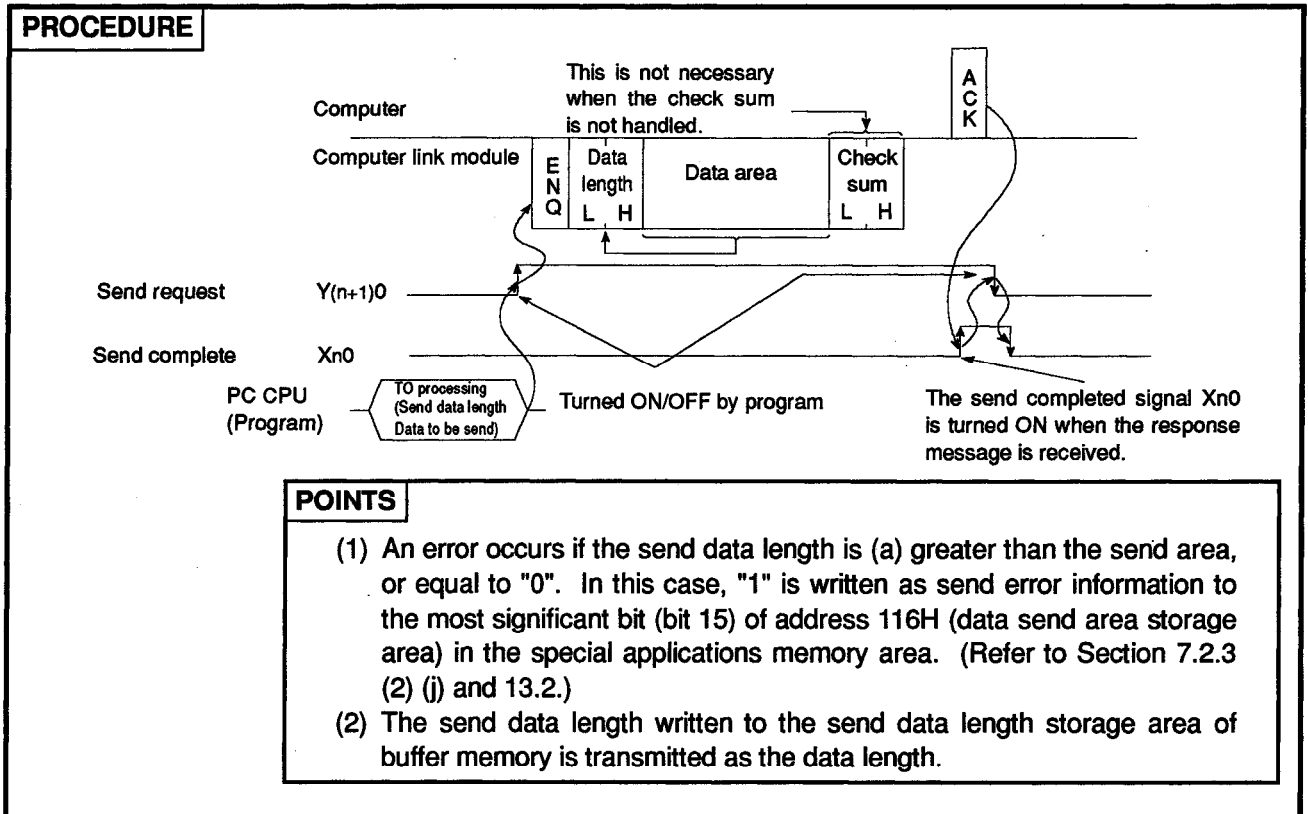 PROCEDURE
This is not necessary
when the check sum
is not handled.
A
C
K
Computer
Computer link module
E
N
Q
Data
length
L H
Data area
Check
sum
L H
Send request Y(n+1)0
Send complete Xn0
PC CPU
(Program)
TO processing
(Send data length
Data to be send)
Turned ON/OFF by program
The send completed signal Xn0
is turned ON when the response
message is received.
POINTS
(1) An error occurs if the send data length is (a) greater than the send area,
or equal to "0". In this case, "1" is written as send error information to
the most significant bit (bit 15) of address 116H (data send area storage
area) in the special applications memory area. (Refer to Section 7.2.3
(2) (j) and 13.2.)
(2) The send data length written to the send data length storage area of
buffer memory is transmitted as the data length.